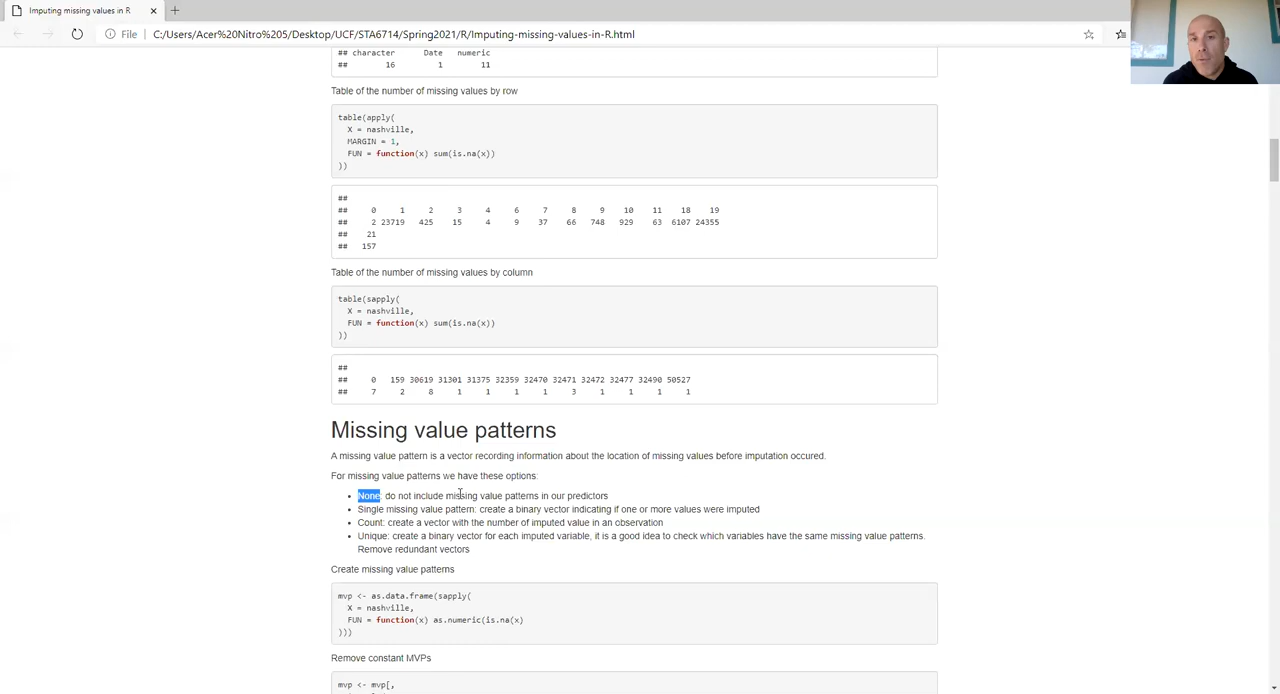 Imputing missing values in R
File C:/Users/Acer%20Nitro%205/Desktop/UCF/STA6714/Spring2021/R/Imputing-missing-values-in-R.html
## character Date numeric
## 16 1 11
Table of the number of missing values by row
table(apply(
X = nashville,
MARGIN = 1,
FUN = function(x) sum(is.na(x))
))
##
## 0 1 2 3 4 6 7 8 9 10 11 18 19
## 2 23719 425 15 4 9 37 66 748 929 63 6107 24355
## 21
## 157
Table of the number of missing values by column
table(sapply(
X = nashville,
FUN = function(x) sum(is.na(x))
))
##
## 0 159 30619 31301 31375 32359 32470 32471 32472 32477 32490 50527
## 7 2 8 1 1 1 1 3 1 1 1 1
Missing value patterns
A missing value pattern is a vector recording information about the location of missing values before imputation occured.
For missing value patterns we have these options:
• None: do not include missing value patterns in our predictors
• Single missing value pattern: create a binary vector indicating if one or more values were imputed
• Count: create a vector with the number of imputed value in an observation
• Unique: create a binary vector for each imputed variable, it is a good idea to check which variables have the same missing value patterns.
Remove redundant vectors
Create missing value patterns
mvp <- as.data.frame(sapply(
X = nashville,
FUN = function(x) as.numeric(is.na(x)
)))
Remove constant MVPs
mvp <- mvp[,